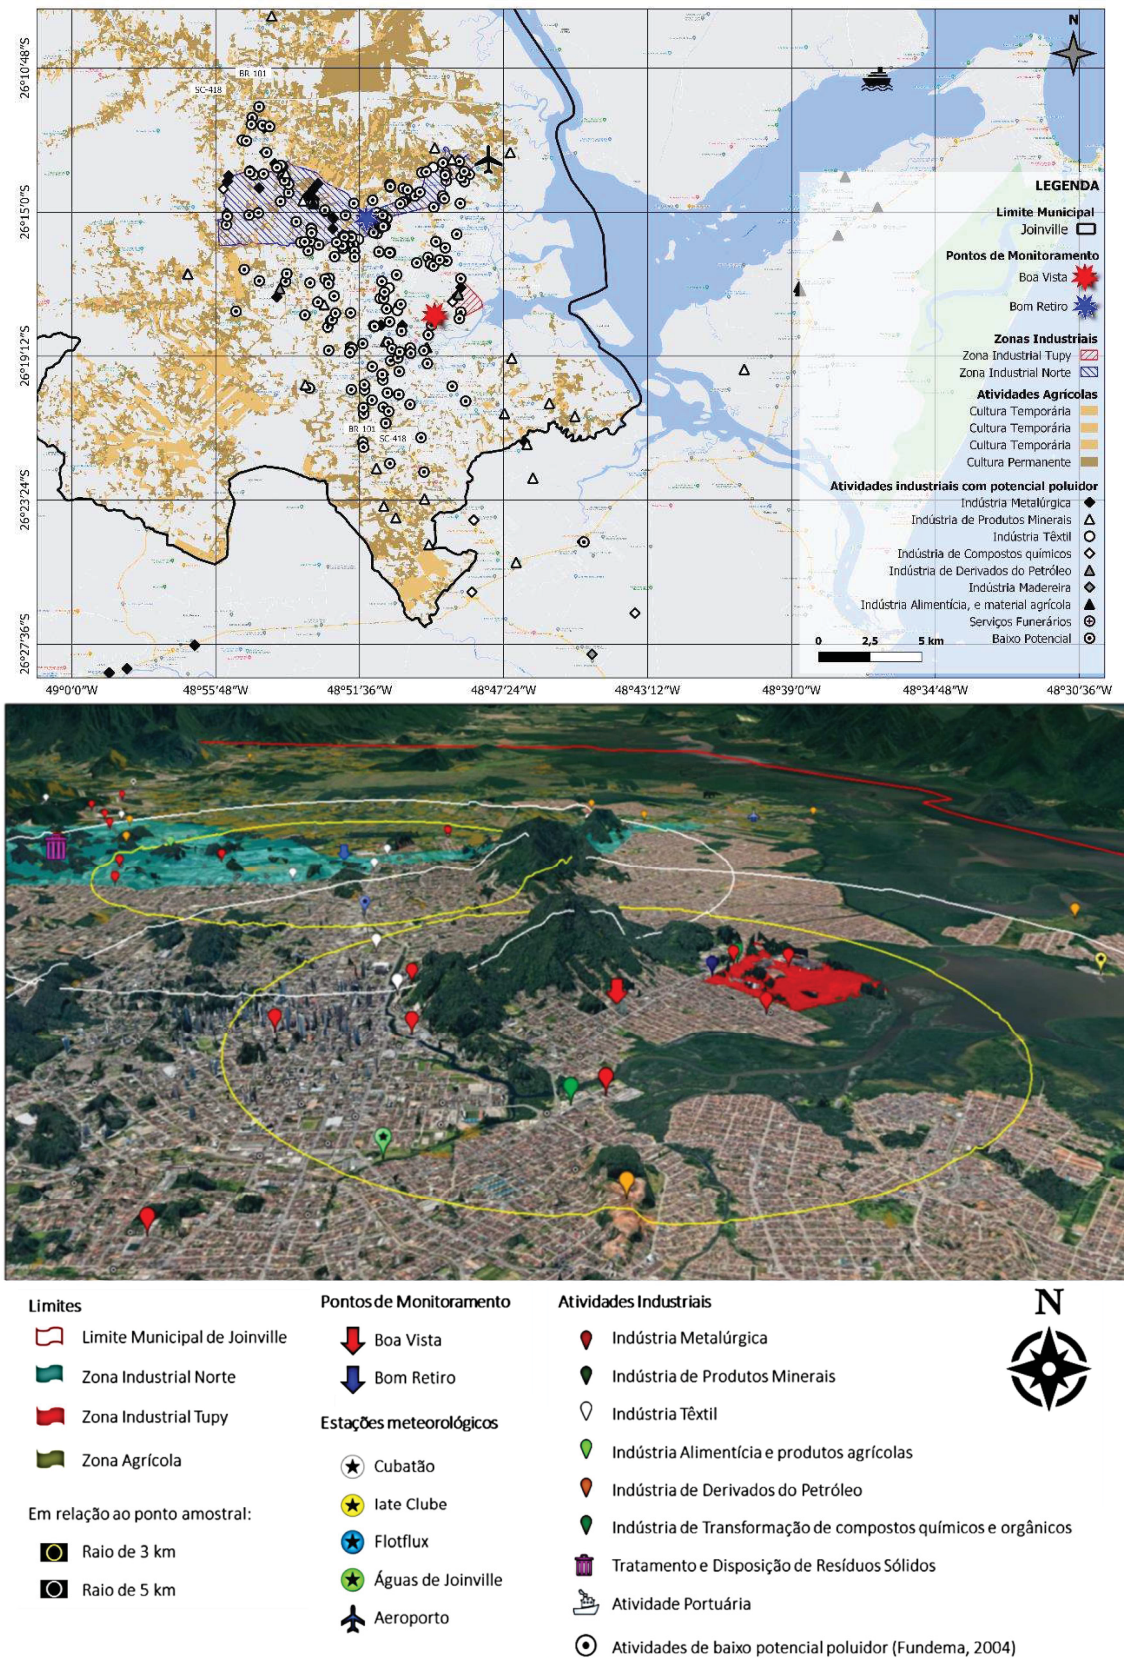 N
26°10'48"S
26°15'0"S
26°19'12"S
26°23'24"S
26°27'36"S
BR 101
SC-418
BR 101
SC-418
LEGENDA
Limite Municipal
Joinville
Pontos de Monitoramento
Boa Vista
Bom Retiro
Zonas Industriais
Zona Industrial Tupy
Zona Industrial Norte
Atividades Agrícolas
Cultura Temporária
Cultura Temporária
Cultura Temporária
Cultura Permanente
Atividades industriais com potencial poluidor
Indústria Metalúrgica
Indústria de Produtos Minerais
Indústria Têxtil
Indústria de Compostos químicos
Indústria de Derivados do Petróleo
Indústria Madereira
Indústria Alimentícia, e material agrícola
Serviços Funerários
Baixo Potencial
0 2,5 5 km
49°0'0"W 48°55'48"W 48°51'36"W 48°47'24"W 48°43'12"W 48°39'0"W 48°34'48"W 48°30'36"W
Limites
Limite Municipal de Joinville
Zona Industrial Norte
Zona Industrial Tupy
Zona Agrícola
Em relação ao ponto amostral:
Raio de 3 km
Raio de 5 km
Pontos de Monitoramento
Boa Vista
Bom Retiro
Estações meteorológicos
Cubatão
Iate Clube
Flotflux
Águas de Joinville
Aeroporto
Atividades Industriais
Indústria Metalúrgica
Indústria de Produtos Minerais
Indústria Têxtil
Indústria Alimentícia e produtos agrícolas
Indústria de Derivados do Petróleo
Indústria de Transformação de compostos químicos e orgânicos
Tratamento e Disposição de Resíduos Sólidos
Atividade Portuária
Atividades de baixo potencial poluidor (Fundema, 2004)
N